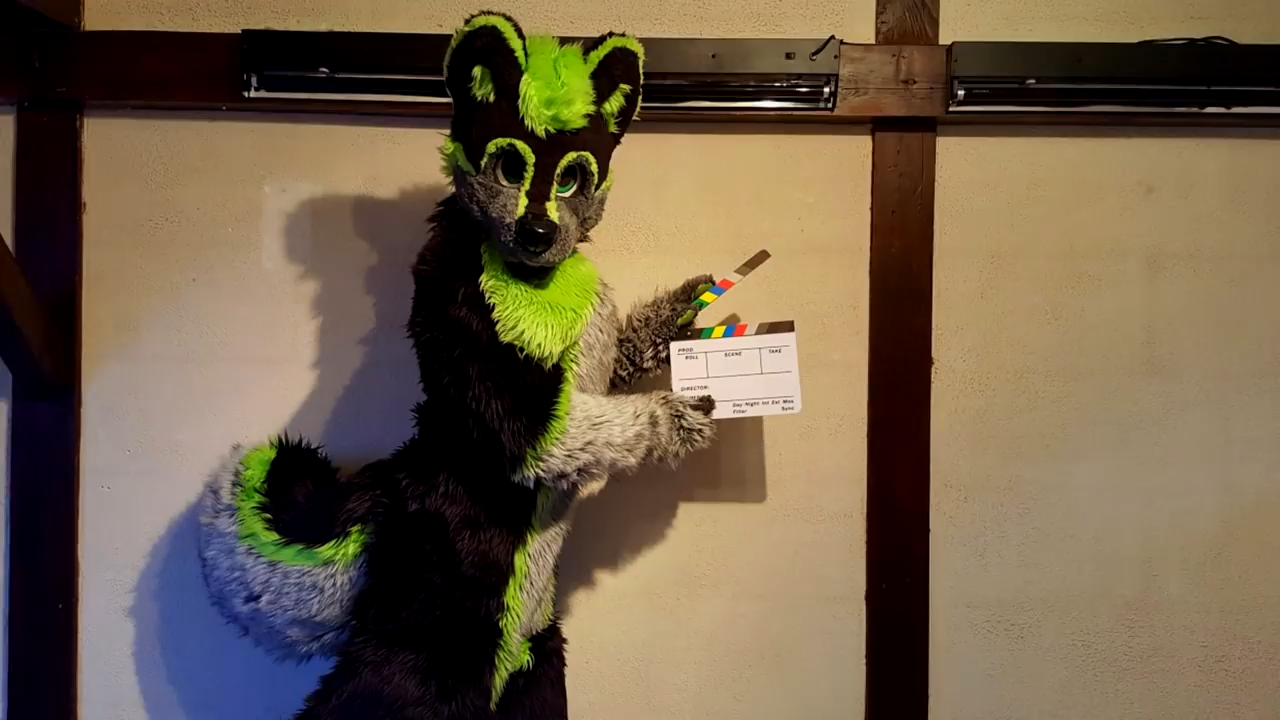 PROD
ROLL SCENE TAKE
DIRECTOR:
Day Night Int Ext Mos
Filter Sync